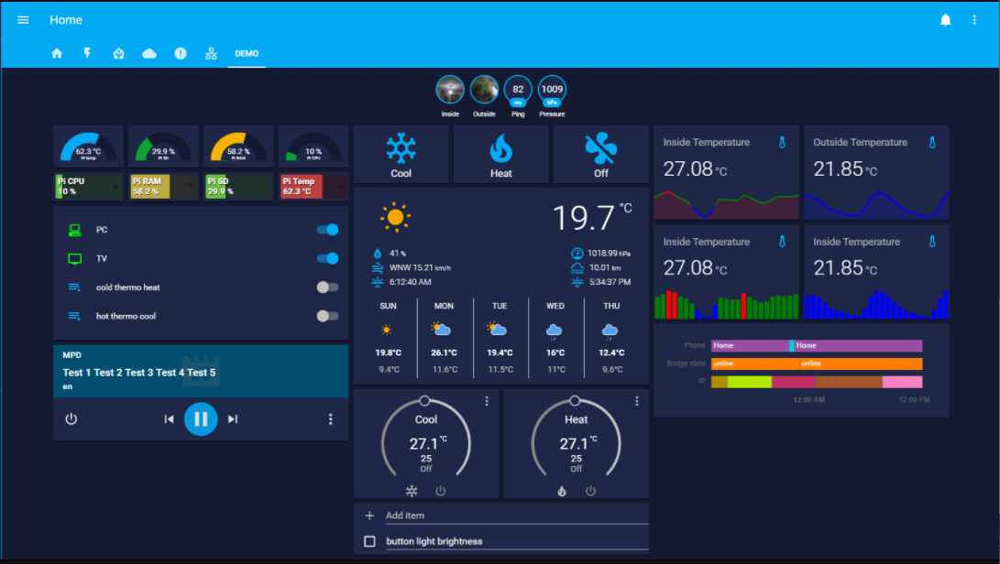 Home
DEMO
82
ms
1009
hPa
Inside
Outside
Ping
Pressure
62.3 °C
Pi temp
29.9 %
Pi SD
58.2 %
Pi RAM
10 %
Pi CPU
Pi CPU
10 %
Pi RAM
58.2 %
Pi SD
29.9 %
Pi Temp
62.3 °C
PC
TV
cold thermo heat
hot thermo cool
MPD
Test 1 Test 2 Test 3 Test 4 Test 5
en
Cool
Heat
Off
19.7 °C
41 %
WNW 15.21 km/h
6:12:40 AM
1018.99 hPa
10.01 km
5:34:37 PM
SUN
MON
TUE
WED
THU
19.8°C
26.1°C
19.4°C
16°C
12.4°C
9.4°C
11.6°C
11.5°C
11°C
9.6°C
Cool
27.1 °C
25
Off
Heat
27.1 °C
25
Off
Add item
button light brightness
Inside Temperature
27.08 °C
Outside Temperature
21.85 °C
Inside Temperature
27.08 °C
Inside Temperature
21.85 °C
Phone
Home
Home
Bridge state
online
online
IP
12:00 AM
12:00 PM